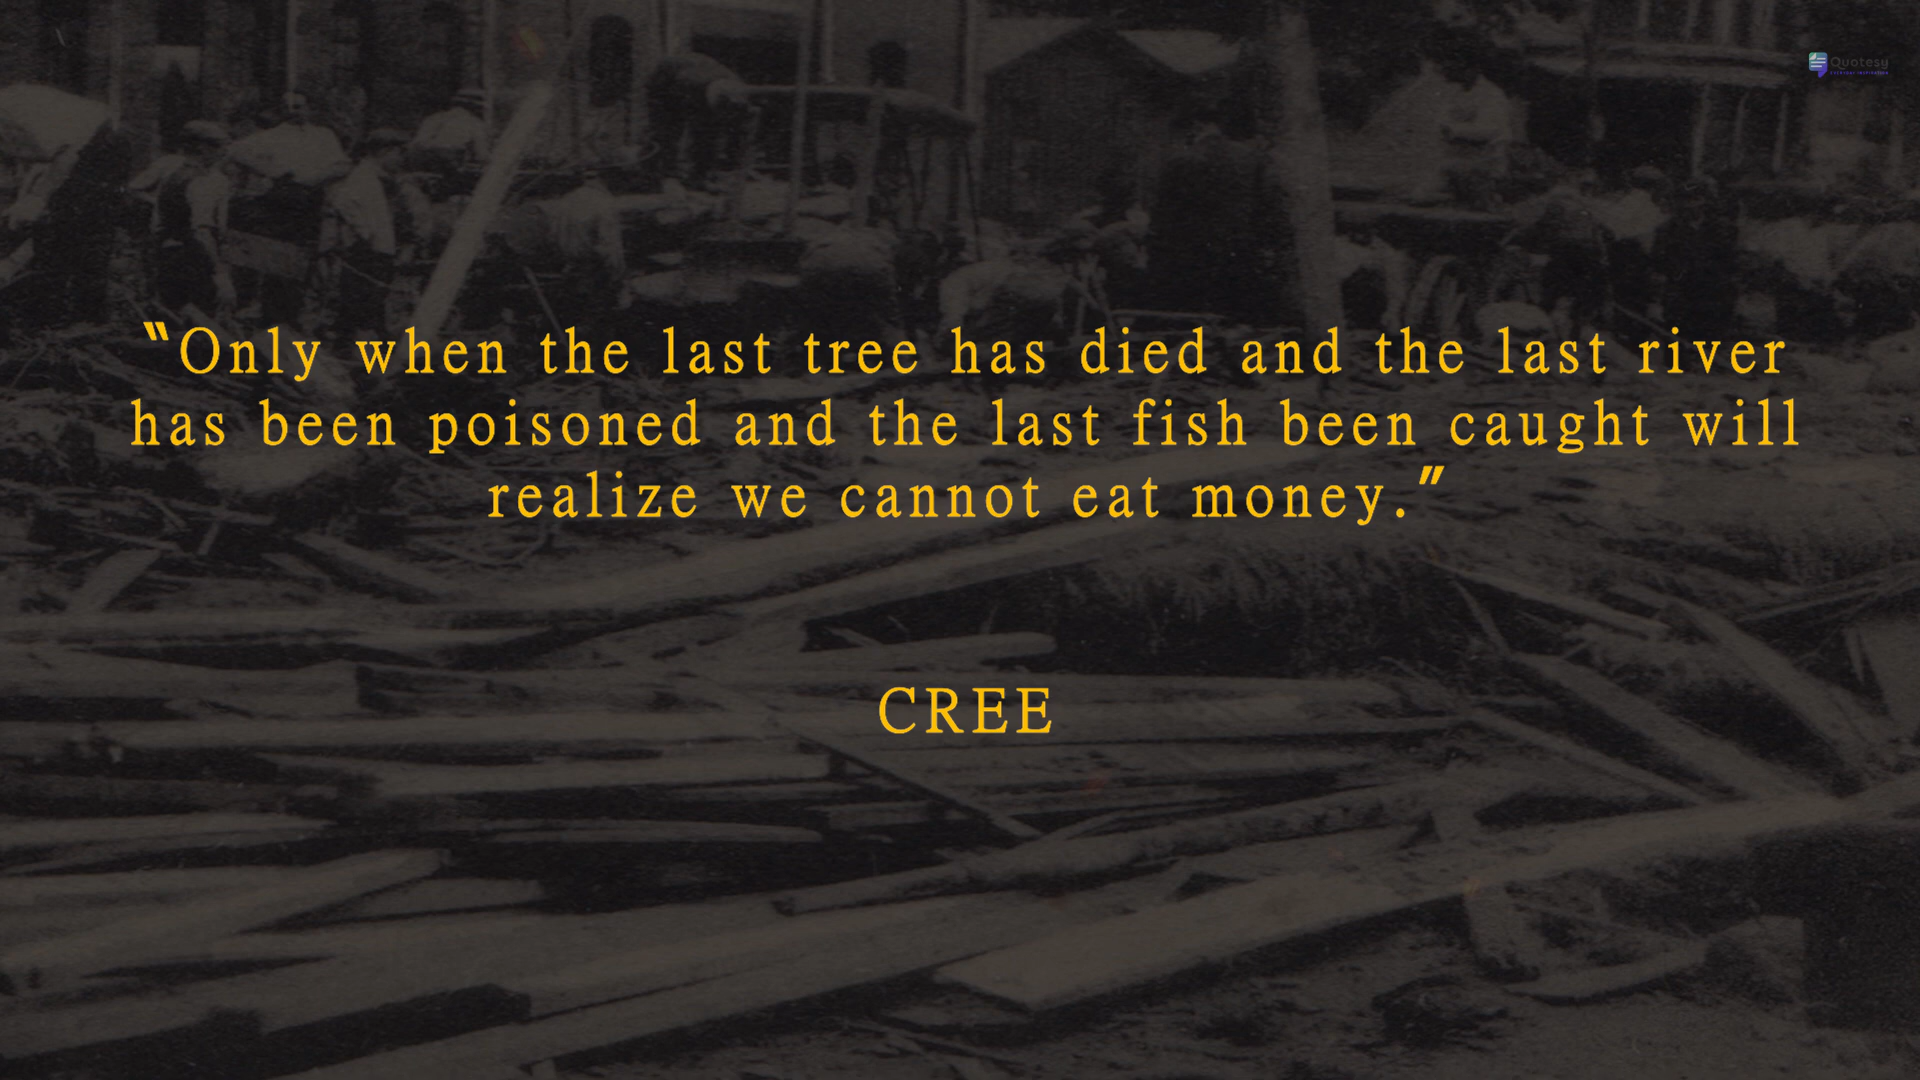 Quotesy
"Only when the last tree has died and the last river
has been poisoned and the last fish been caught will
realize we cannot eat money."
CREE